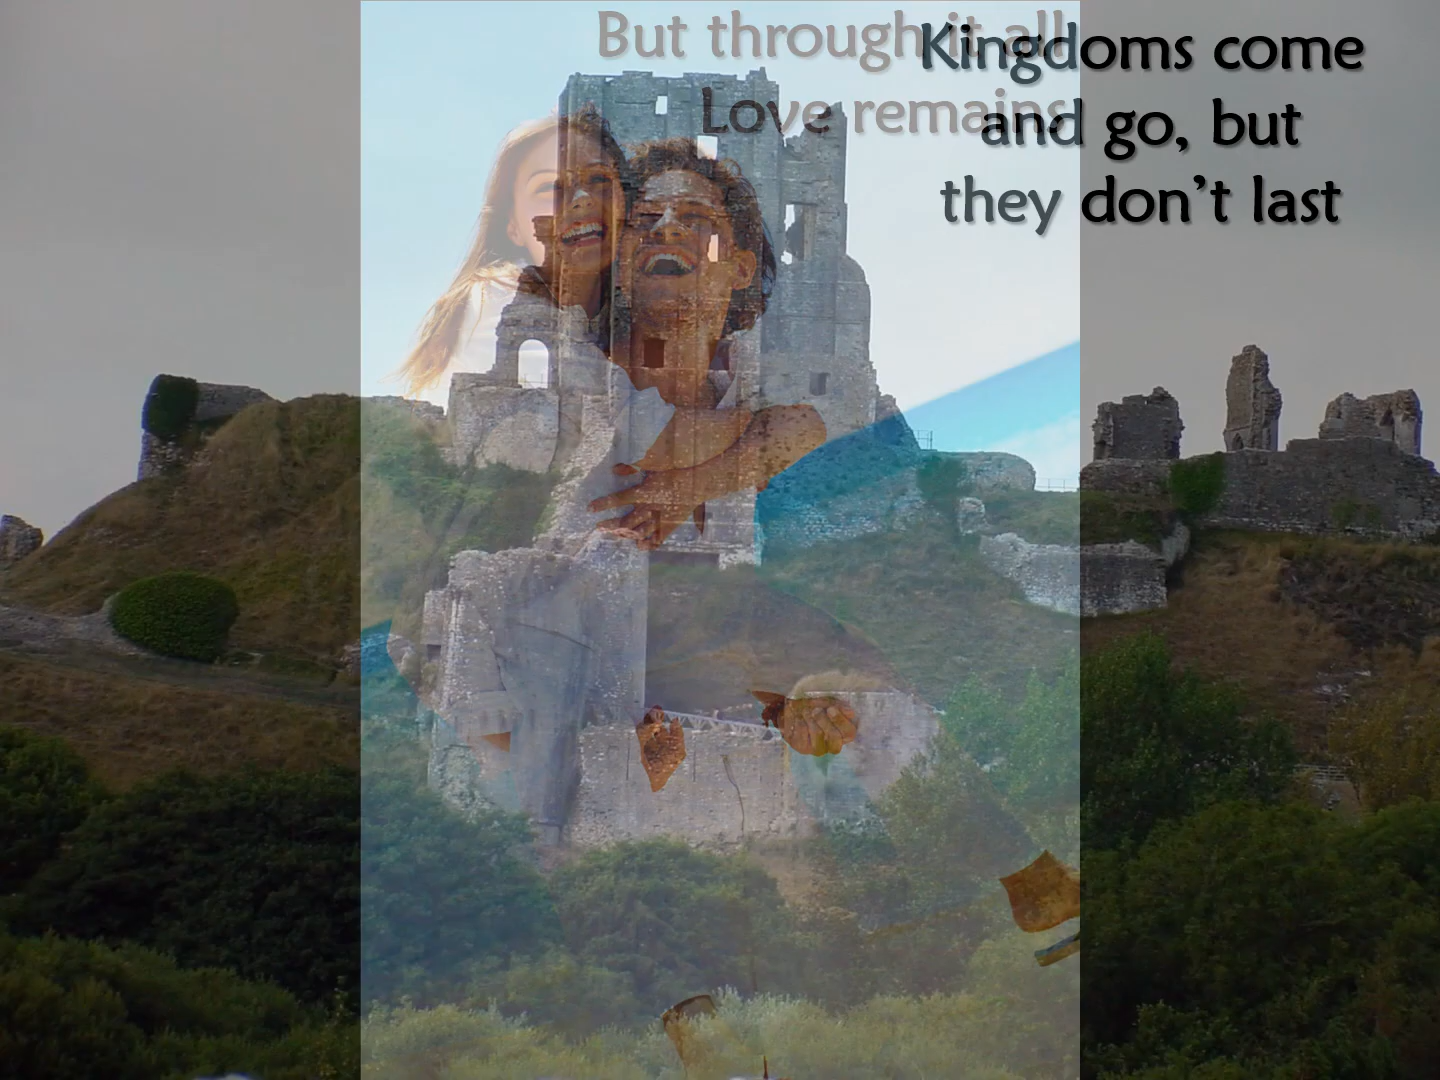 But through it all
Love remains
Kingdoms come
and go, but
they don't last